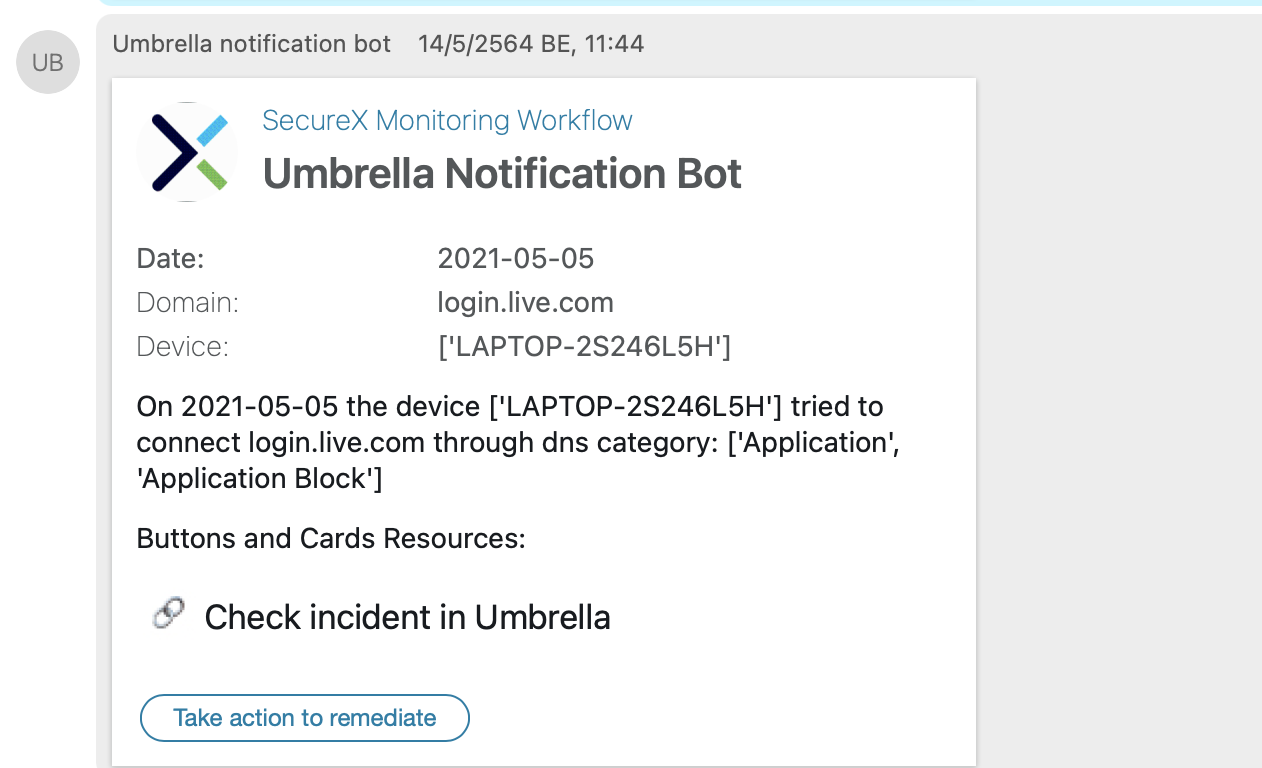 UB
Umbrella notification bot 14/5/2564 BE, 11:44
SecureX Monitoring Workflow
Umbrella Notification Bot
Date: 2021-05-05
Domain: login.live.com
Device: ['LAPTOP-2S246L5H']
On 2021-05-05 the device ['LAPTOP-2S246L5H'] tried to
connect login.live.com through dns category: ['Application',
'Application Block']
Buttons and Cards Resources:
Check incident in Umbrella
Take action to remediate